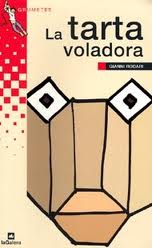 GRUMETES
La tarta
voladora
GIANNI RODARI
laGalera